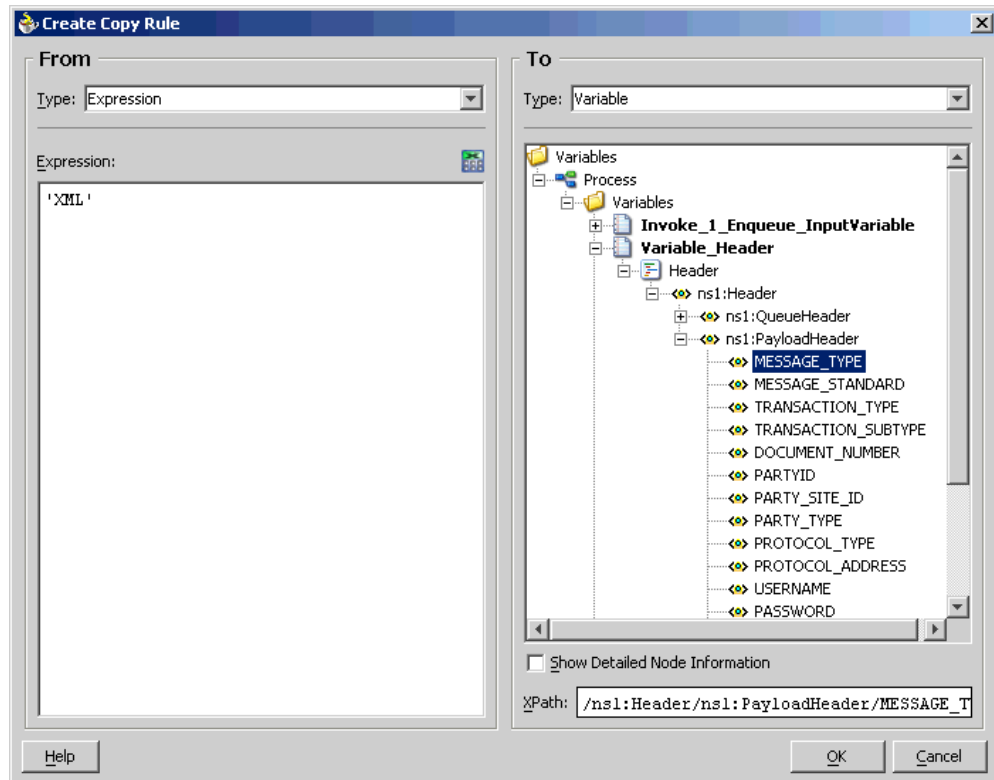 Create Copy Rule
From
Type: Expression
Expression:
'XML'
To
Type: Variable
Variables
Process
Variables
Invoke_1_Enqueue_InputVariable
Variable_Header
Header
ns1:Header
ns1:QueueHeader
ns1:PayloadHeader
MESSAGE_TYPE
MESSAGE_STANDARD
TRANSACTION_TYPE
TRANSACTION_SUBTYPE
DOCUMENT_NUMBER
PARTYID
PARTY_SITE_ID
PARTY_TYPE
PROTOCOL_TYPE
PROTOCOL_ADDRESS
USERNAME
PASSWORD
Show Detailed Node Information
XPath: /ns1:Header/ns1:PayloadHeader/MESSAGE_T
Help
OK
Cancel